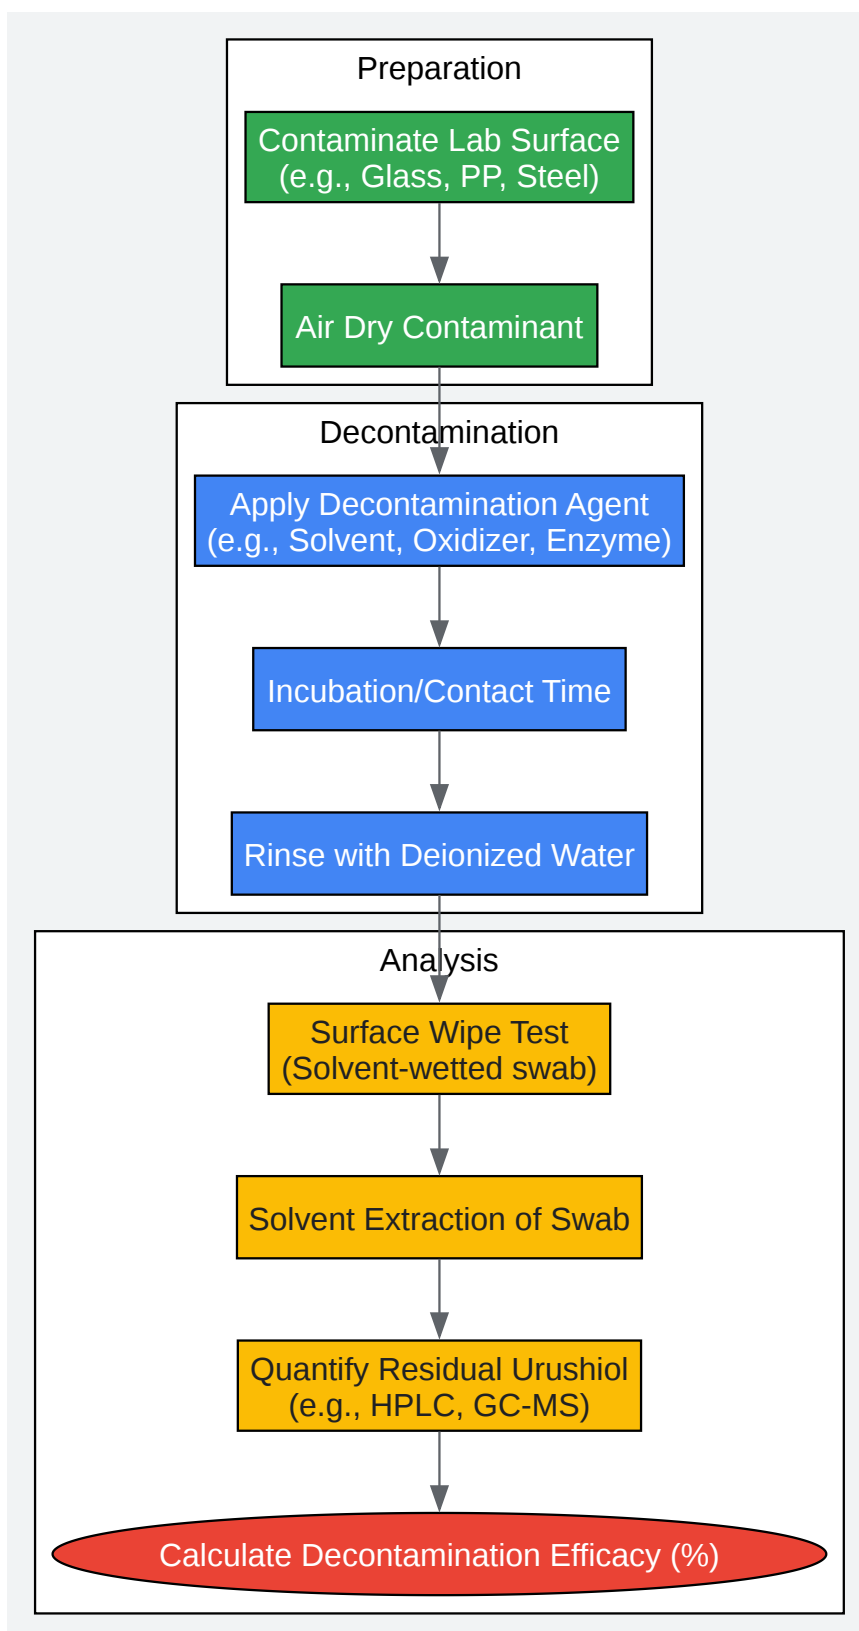 Preparation
Contaminate Lab Surface
(e.g., Glass, PP, Steel)
Air Dry Contaminant
Decontamination
Apply Decontamination Agent
(e.g., Solvent, Oxidizer, Enzyme)
Incubation/Contact Time
Rinse with Deionized Water
Analysis
Surface Wipe Test
(Solvent-wetted swab)
Solvent Extraction of Swab
Quantify Residual Urushiol
(e.g., HPLC, GC-MS)
Calculate Decontamination Efficacy (%)